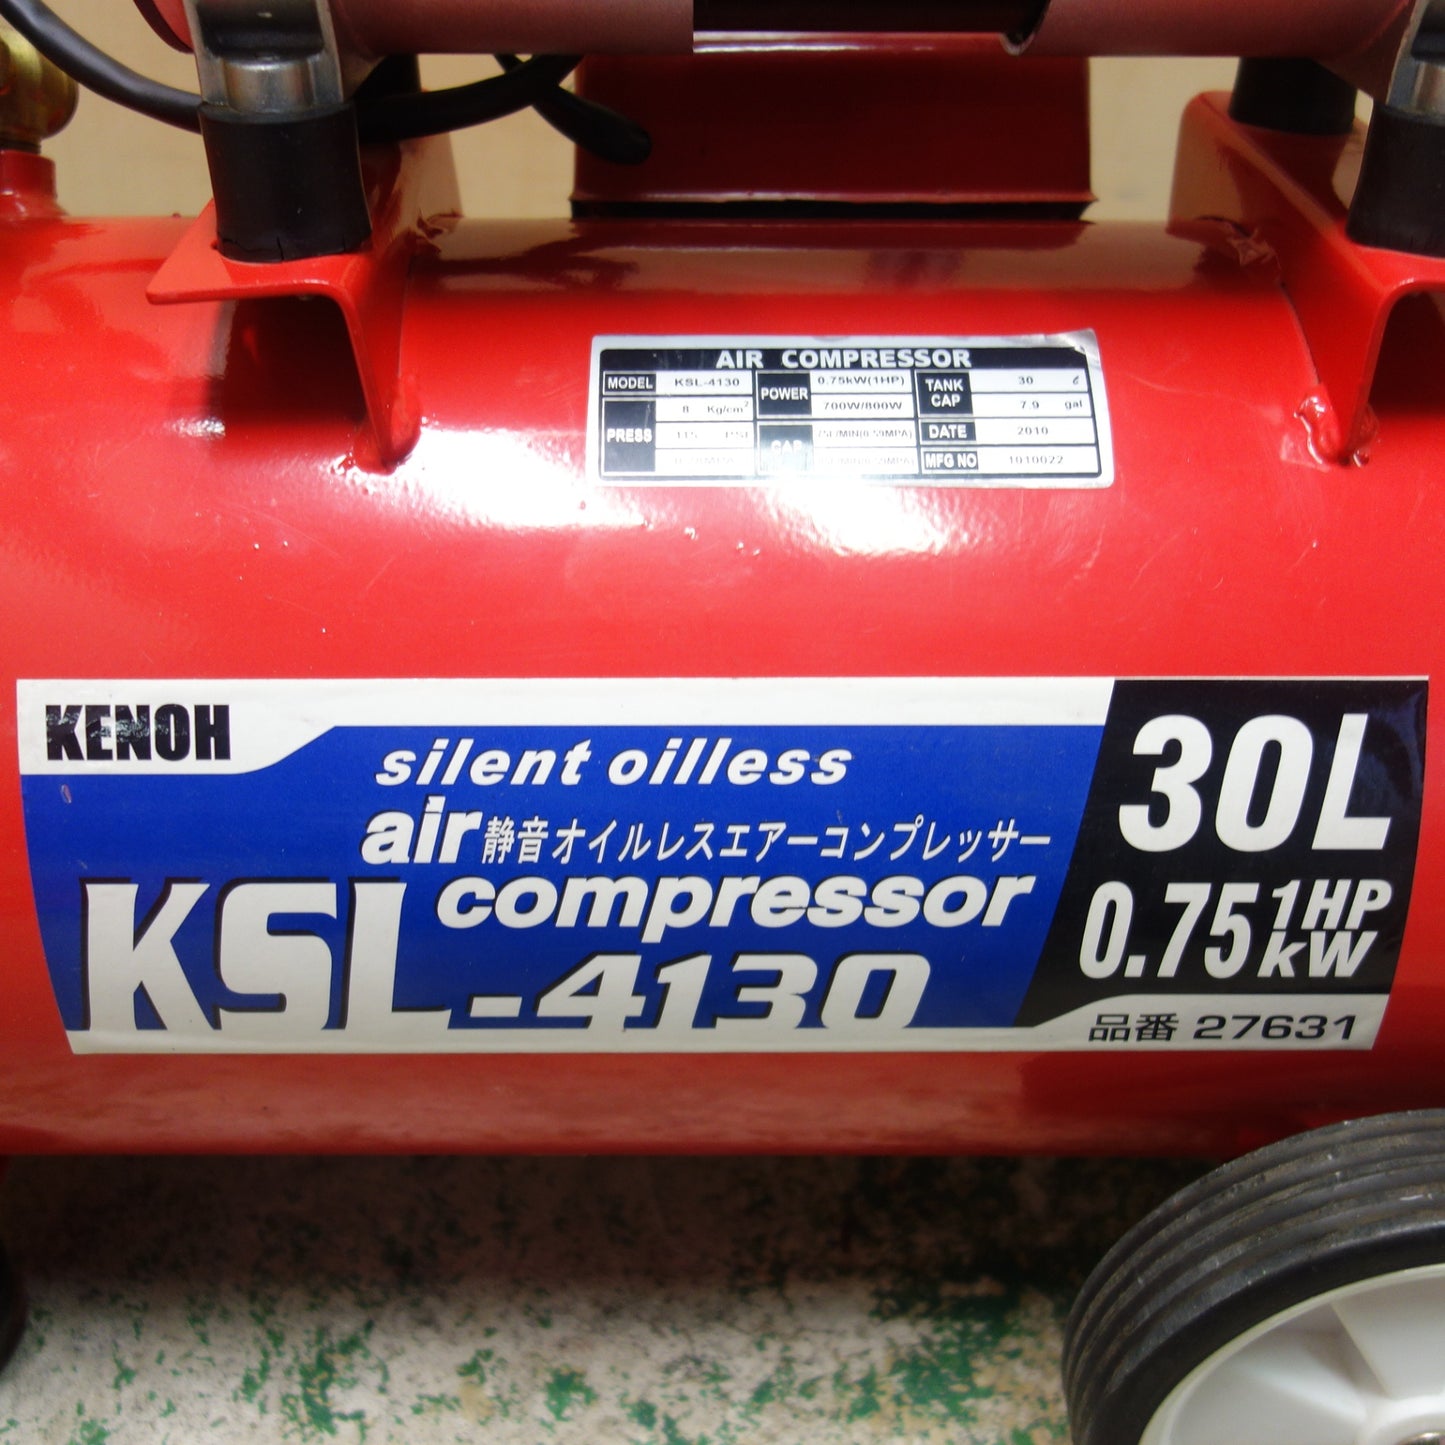 AIR COMPRESSOR
MODEL KSL-4130
PRESS 8 Kg/cm²
115 PSI
POWER 0.75kW(1HP)
700W/800W
CAP
TANK CAP 30 ℓ
7.9 gal
DATE 2010
MFG NO 1010022
KENOH
silent oilless
air 静音オイルレスエアーコンプレッサー
compressor
KSL-4130
30L
0.75kW 1HP
品番 27631